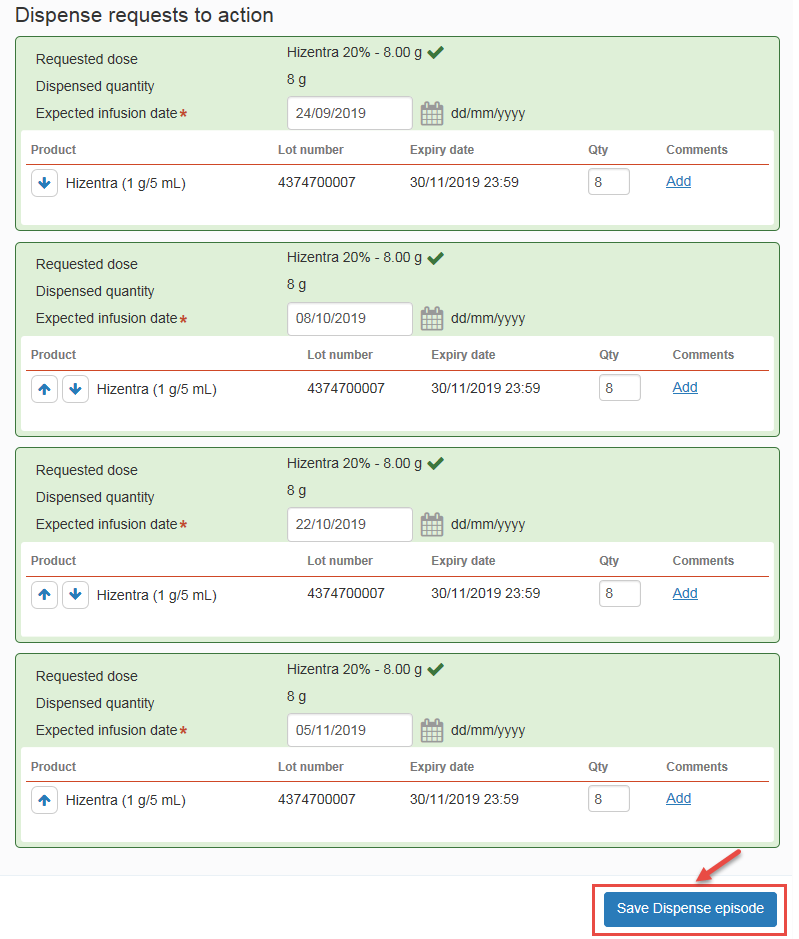 Dispense requests to action
Requested dose Hizentra 20% - 8.00 g
Dispensed quantity 8 g
Expected infusion date* 24/09/2019 dd/mm/yyyy
Product Lot number Expiry date Qty Comments
Hizentra (1 g/5 mL) 4374700007 30/11/2019 23:59 8 Add
Requested dose Hizentra 20% - 8.00 g
Dispensed quantity 8 g
Expected infusion date* 08/10/2019 dd/mm/yyyy
Product Lot number Expiry date Qty Comments
Hizentra (1 g/5 mL) 4374700007 30/11/2019 23:59 8 Add
Requested dose Hizentra 20% - 8.00 g
Dispensed quantity 8 g
Expected infusion date* 22/10/2019 dd/mm/yyyy
Product Lot number Expiry date Qty Comments
Hizentra (1 g/5 mL) 4374700007 30/11/2019 23:59 8 Add
Requested dose Hizentra 20% - 8.00 g
Dispensed quantity 8 g
Expected infusion date* 05/11/2019 dd/mm/yyyy
Product Lot number Expiry date Qty Comments
Hizentra (1 g/5 mL) 4374700007 30/11/2019 23:59 8 Add
Save Dispense episode